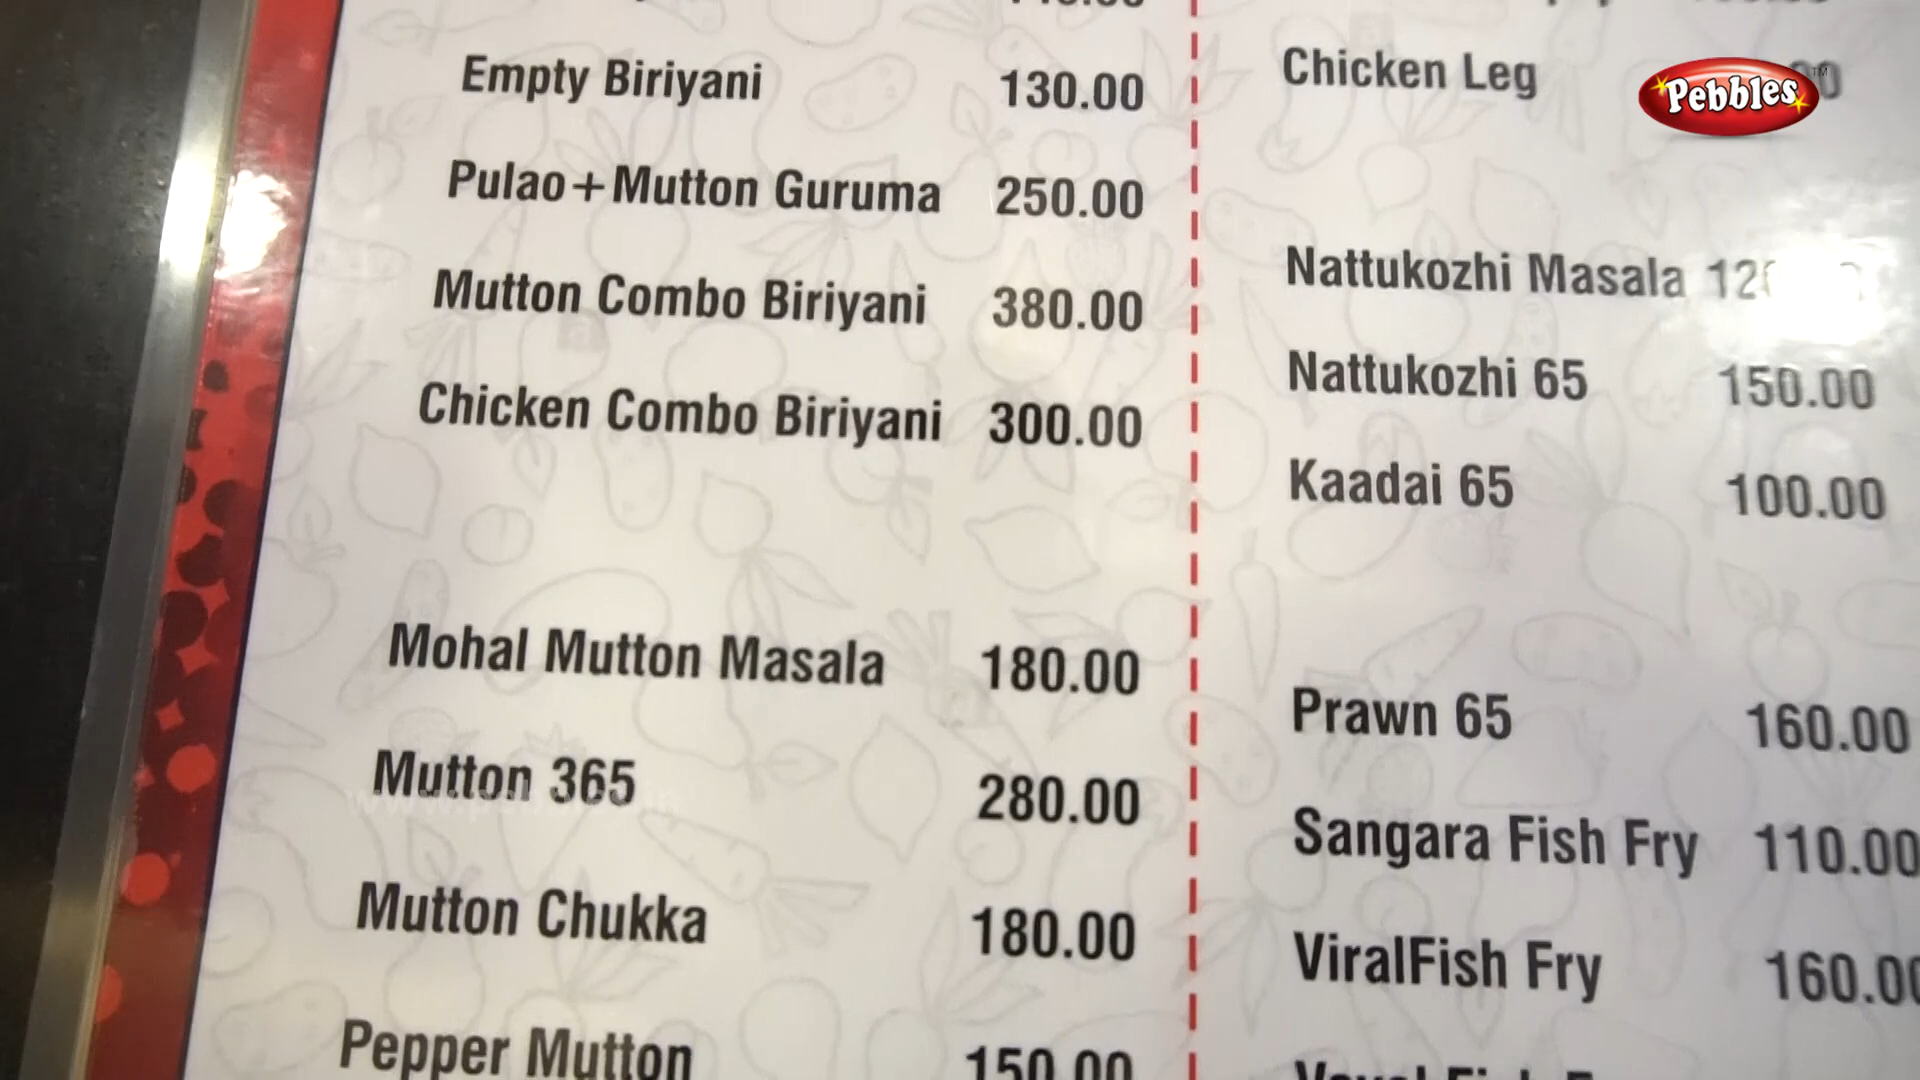 Empty Biriyani 130.00
Pulao+Mutton Guruma 250.00
Mutton Combo Biriyani 380.00
Chicken Combo Biriyani 300.00
Mohal Mutton Masala 180.00
Mutton 365 280.00
Mutton Chukka 180.00
Pepper Mutton 150.00
Chicken Leg
Pebbles TM
Nattukozhi Masala
Nattukozhi 65 150.00
Kaadai 65 100.00
Prawn 65 160.00
Sangara Fish Fry 110.00
ViralFish Fry 160.00